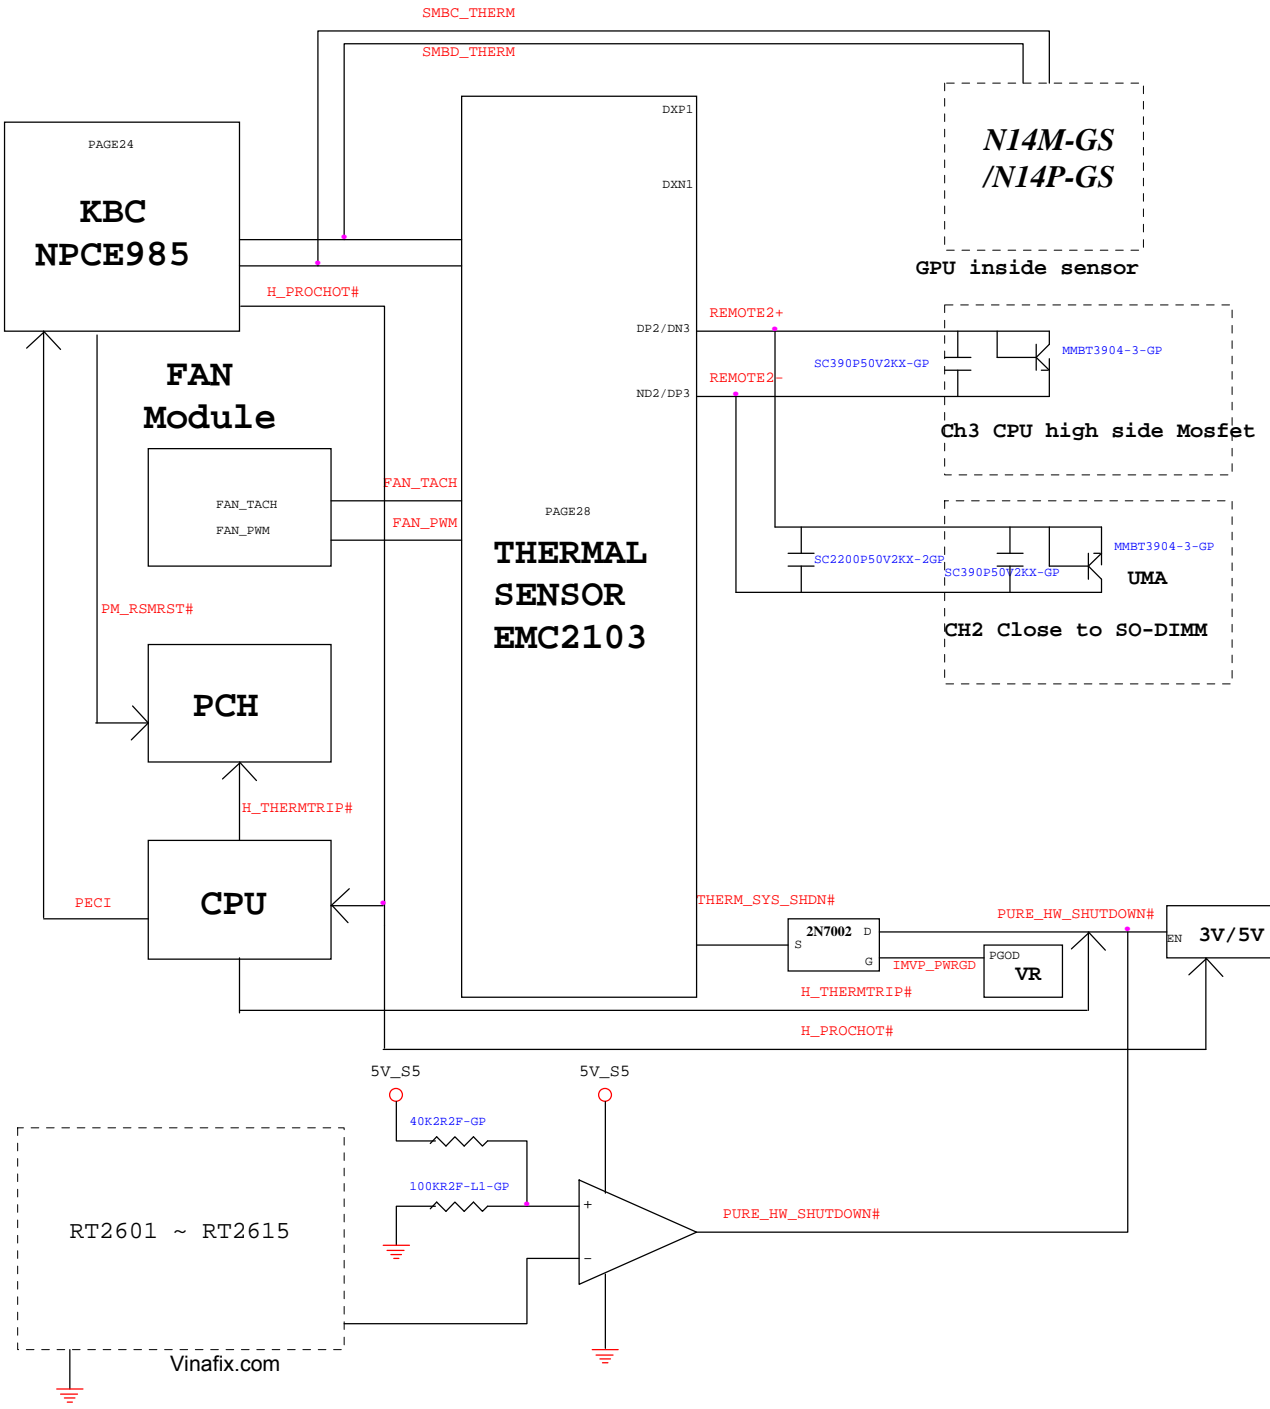 SMBC_THERM
SMBD_THERM
DXP1
DXN1
PAGE24
KBC
NPCE985
N14M-GS
/N14P-GS
GPU inside sensor
H_PROCHOT#
DP2/DN3
REMOTE2+
SC390P50V2KX-GP
MMBT3904-3-GP
ND2/DP3
REMOTE2-
Ch3 CPU high side Mosfet
FAN
Module
FAN_TACH
FAN_PWM
FAN_TACH
FAN_PWM
PAGE28
THERMAL
SENSOR
EMC2103
SC2200P50V2KX-2GP
SC390P50V2KX-GP
MMBT3904-3-GP
UMA
CH2 Close to SO-DIMM
PM_RSMRST#
PCH
H_THERMTRIP#
CPU
PECI
THERM_SYS_SHDN#
2N7002
D
S
G
IMVP_PWRGD
PGOD
VR
PURE_HW_SHUTDOWN#
EN
3V/5V
H_THERMTRIP#
H_PROCHOT#
5V_S5
5V_S5
40K2R2F-GP
100KR2F-L1-GP
+
-
PURE_HW_SHUTDOWN#
RT2601 ~ RT2615
Vinafix.com